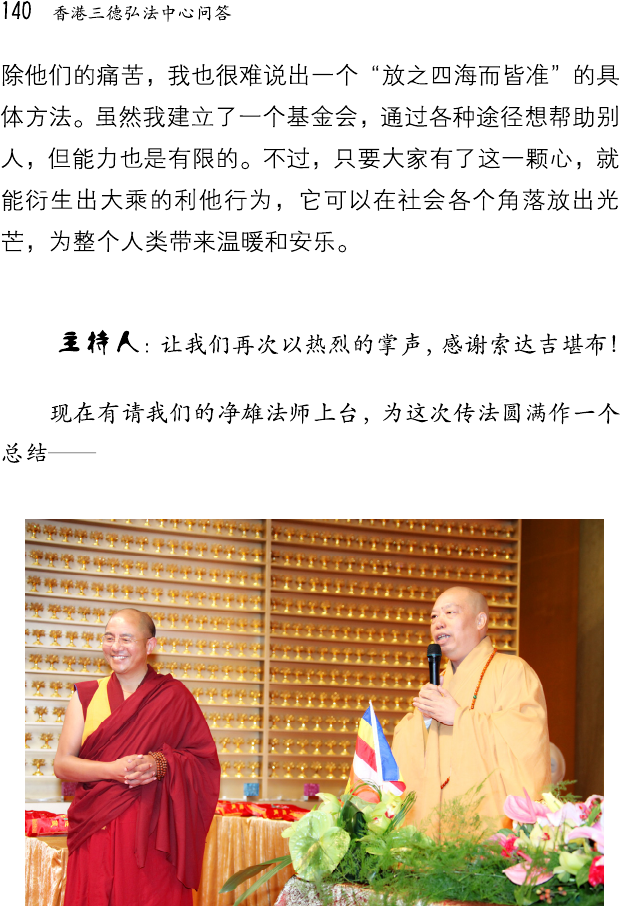 140 香港三德弘法中心问答
除他们的痛苦，我也很难说出一个“放之四海而皆准”的具
体方法。虽然我建立了一个基金会，通过各种途径想帮助别
人，但能力也是有限的。不过，只要大家有了这一颗心，就
能衍生出大乘的利他行为，它可以在社会各个角落放出光
芒，为整个人类带来温暖和安乐。
主持人：让我们再次以热烈的掌声，感谢索达吉堪布！
现在有请我们的净雄法师上台，为这次传法圆满作一个
总结——